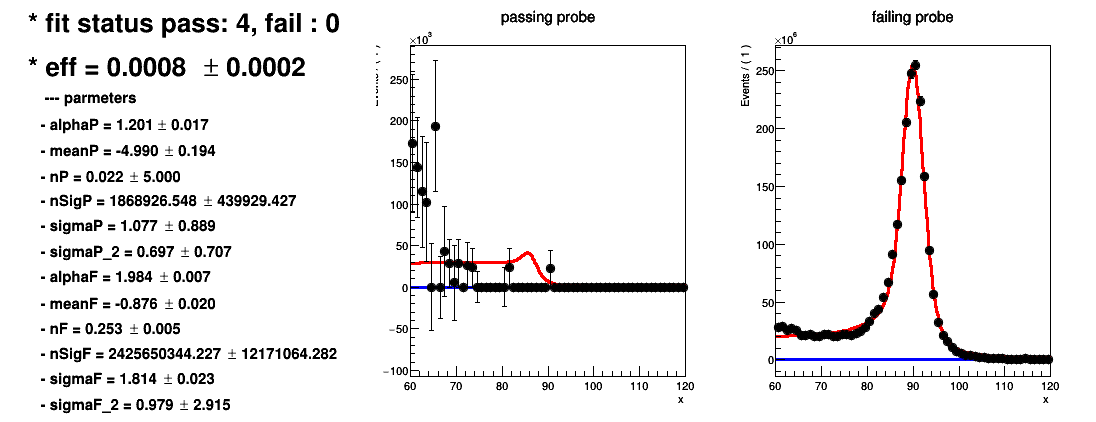 * fit status pass: 4, fail : 0
* eff = 0.0008 ± 0.0002
--- parmeters
- alphaP = 1.201 ± 0.017
- meanP = -4.990 ± 0.194
- nP = 0.022 ± 5.000
- nSigP = 1868926.548 ± 439929.427
- sigmaP = 1.077 ± 0.889
- sigmaP_2 = 0.697 ± 0.707
- alphaF = 1.984 ± 0.007
- meanF = -0.876 ± 0.020
- nF = 0.253 ± 0.005
- nSigF = 2425650344.227 ± 12171064.282
- sigmaF = 1.814 ± 0.023
- sigmaF_2 = 0.979 ± 2.915
passing probe
×10³
250
200
150
100
50
0
−50
−100
60 70 80 90 100 110 120
x
failing probe
×10⁶
Events / ( 1 )
250
200
150
100
50
0
60 70 80 90 100 110 120
x